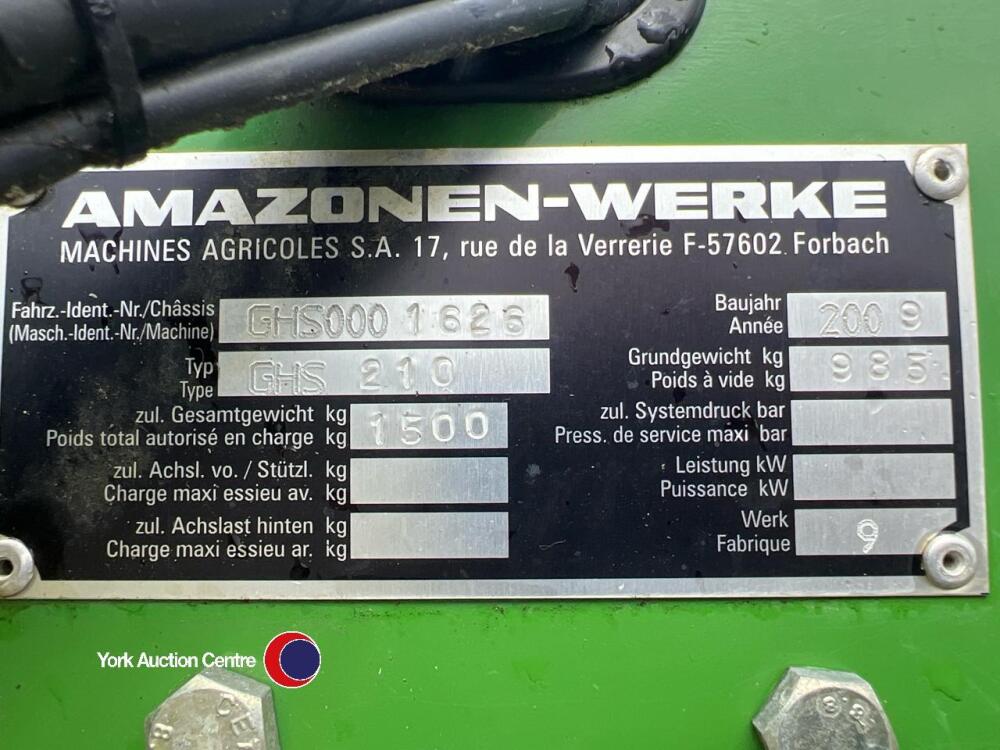 AMAZONEN-WERKE
MACHINES AGRICOLES S.A. 17, rue de la Verrerie F-57602 Forbach
Fahrz.-Ident.-Nr./Châssis
(Masch.-Ident.-Nr./Machine) GHS0001626
Typ
Type GHS 210
zul. Gesamtgewicht kg
Poids total autorisé en charge kg 1500
zul. Achsl. vo. / Stützl. kg
Charge maxi essieu av. kg
zul. Achslast hinten kg
Charge maxi essieu ar. kg
Baujahr
Année 2009
Grundgewicht kg
Poids à vide kg 985
zul. Systemdruck bar
Press. de service maxi bar
Leistung kW
Puissance kW
Werk
Fabrique 9
York Auction Centre
8.8